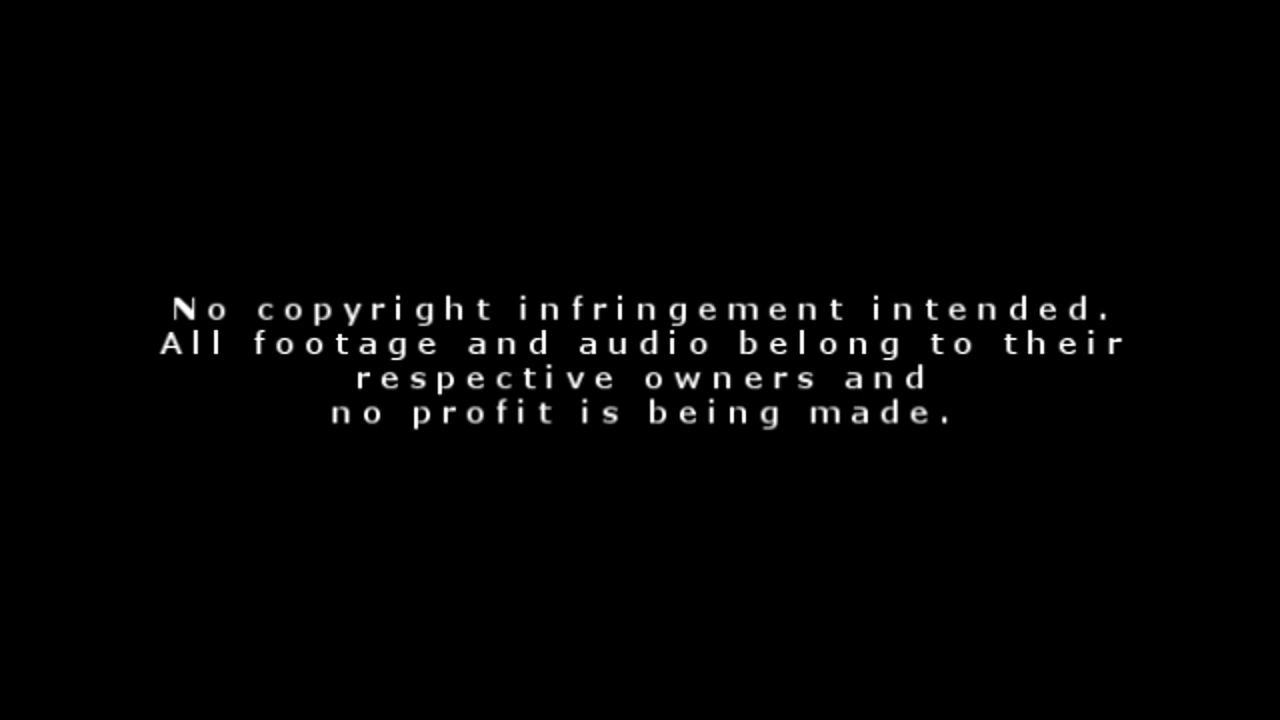 No copyright infringement intended.
All footage and audio belong to their
respective owners and
no profit is being made.